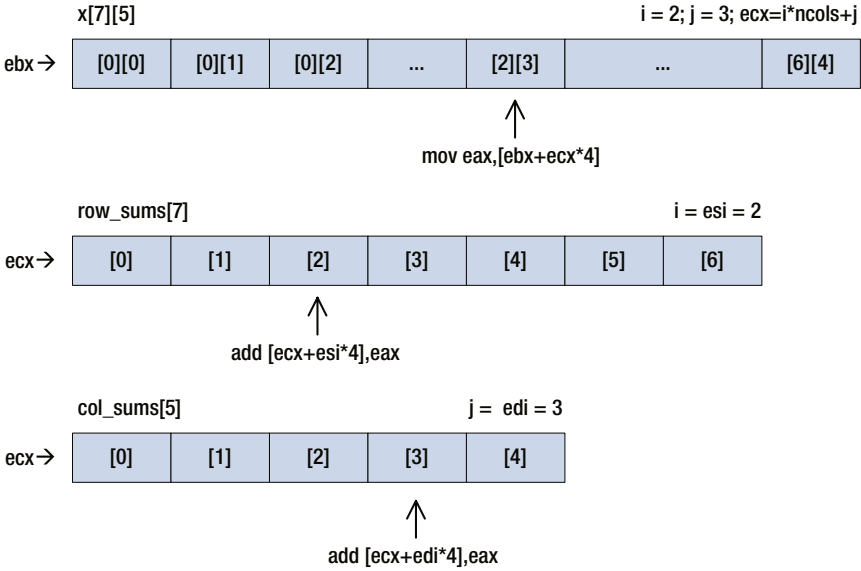 x[7][5] i = 2; j = 3; ecx=i*ncols+j
ebx→ [0][0] [0][1] [0][2] ... [2][3] ... [6][4]
mov eax,[ebx+ecx*4]
row_sums[7] i = esi = 2
ecx→ [0] [1] [2] [3] [4] [5] [6]
add [ecx+esi*4],eax
col_sums[5] j = edi = 3
ecx→ [0] [1] [2] [3] [4]
add [ecx+edi*4],eax